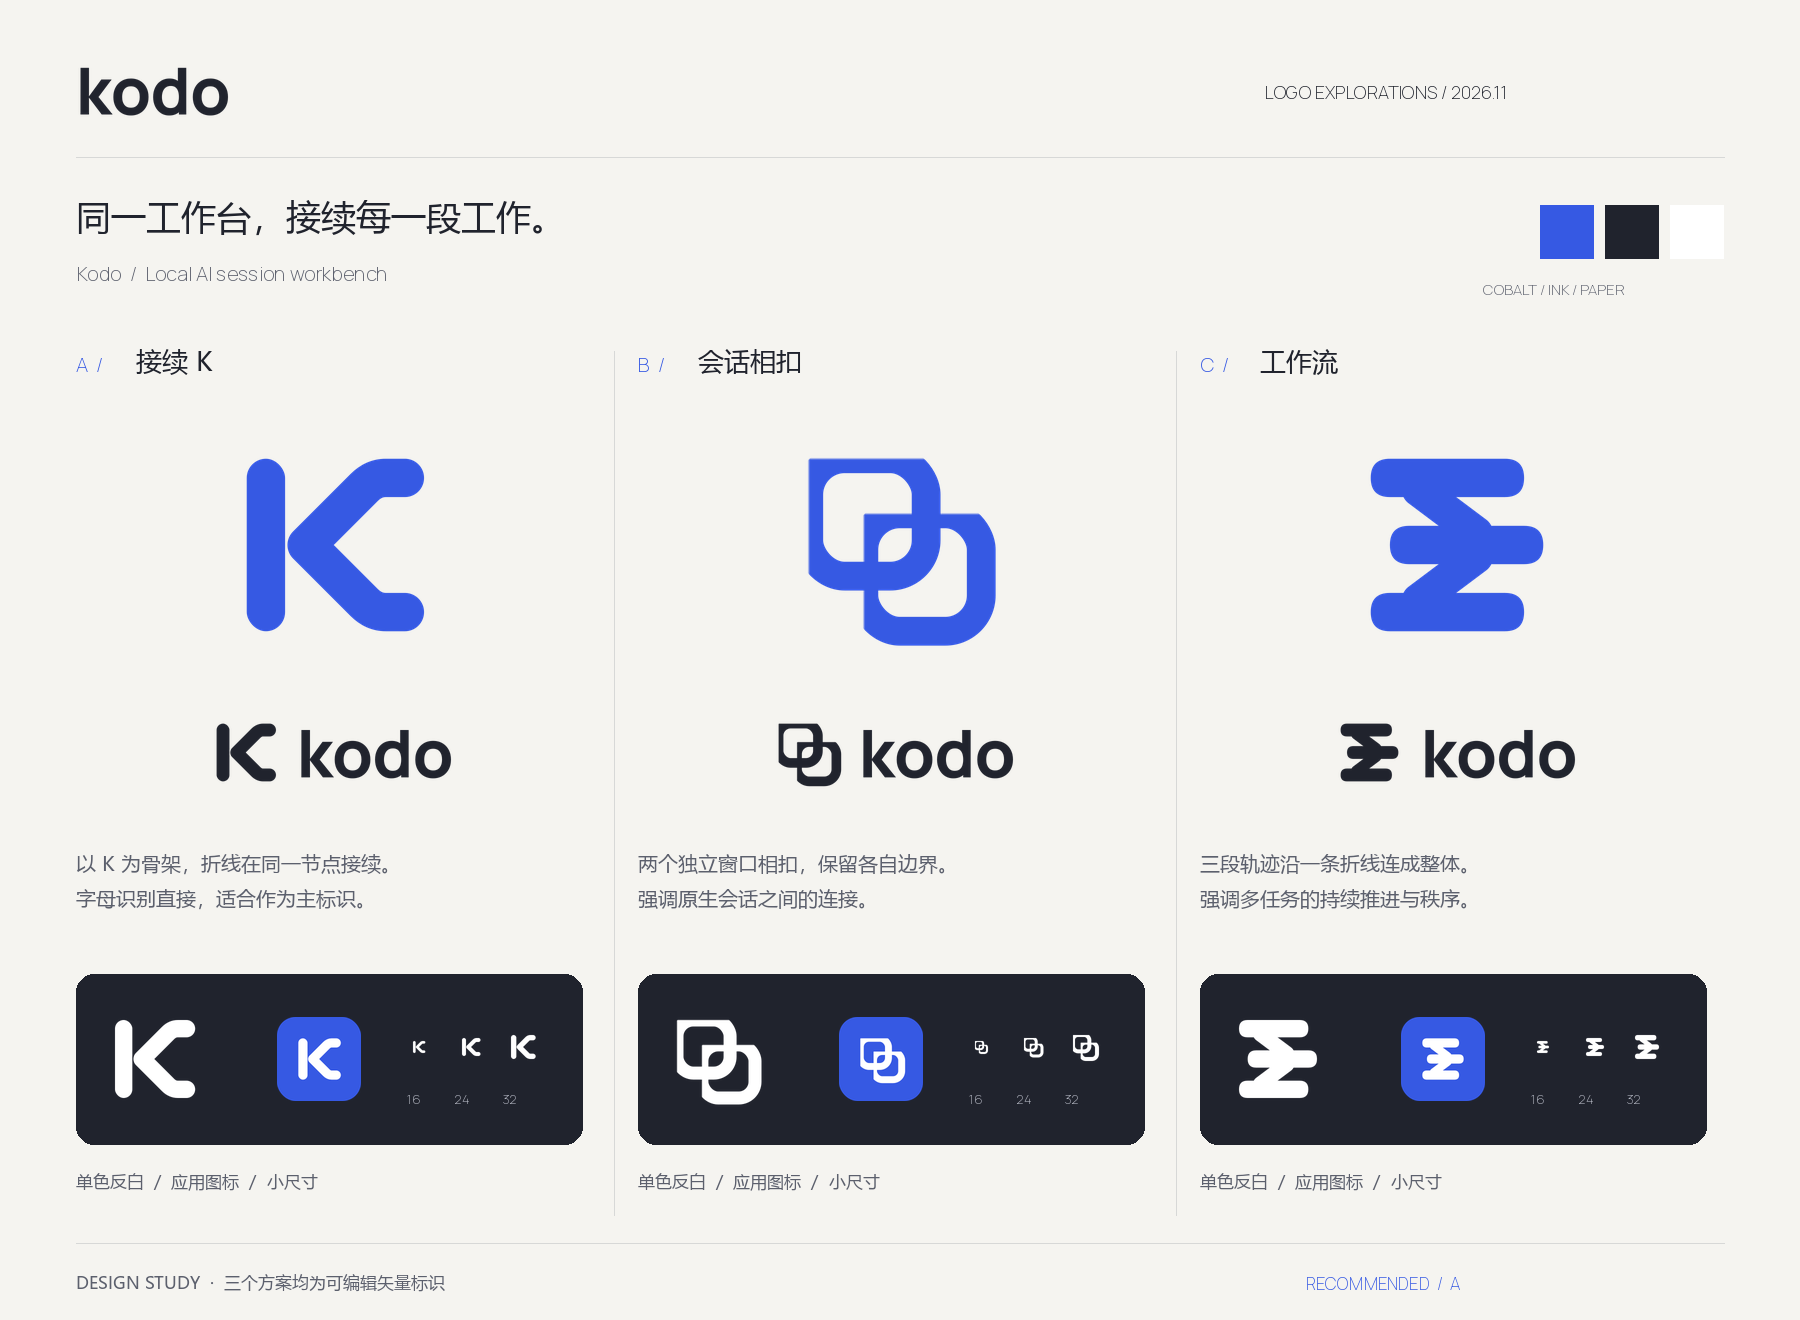 kodo
LOGO EXPLORATIONS / 2026.11
同一工作台，接续每一段工作。
Kodo / Local AI session workbench
COBALT / INK / PAPER
A / 接续 K
kodo
以 K 为骨架，折线在同一节点接续。
字母识别直接，适合作为主标识。
16 24 32
单色反白 / 应用图标 / 小尺寸
B / 会话相扣
kodo
两个独立窗口相扣，保留各自边界。
强调原生会话之间的连接。
16 24 32
单色反白 / 应用图标 / 小尺寸
C / 工作流
kodo
三段轨迹沿一条折线连成整体。
强调多任务的持续推进与秩序。
16 24 32
单色反白 / 应用图标 / 小尺寸
DESIGN STUDY · 三个方案均为可编辑矢量标识
RECOMMENDED / A